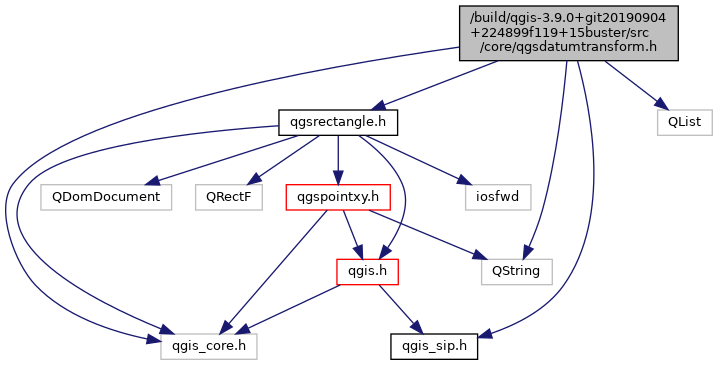 /build/qgis-3.9.0+git20190904
+224899f119+15buster/src
/core/qgsdatumtransform.h
qgsrectangle.h
QList
QDomDocument
QRectF
qgspointxy.h
iosfwd
qgis.h
QString
qgis_core.h
qgis_sip.h